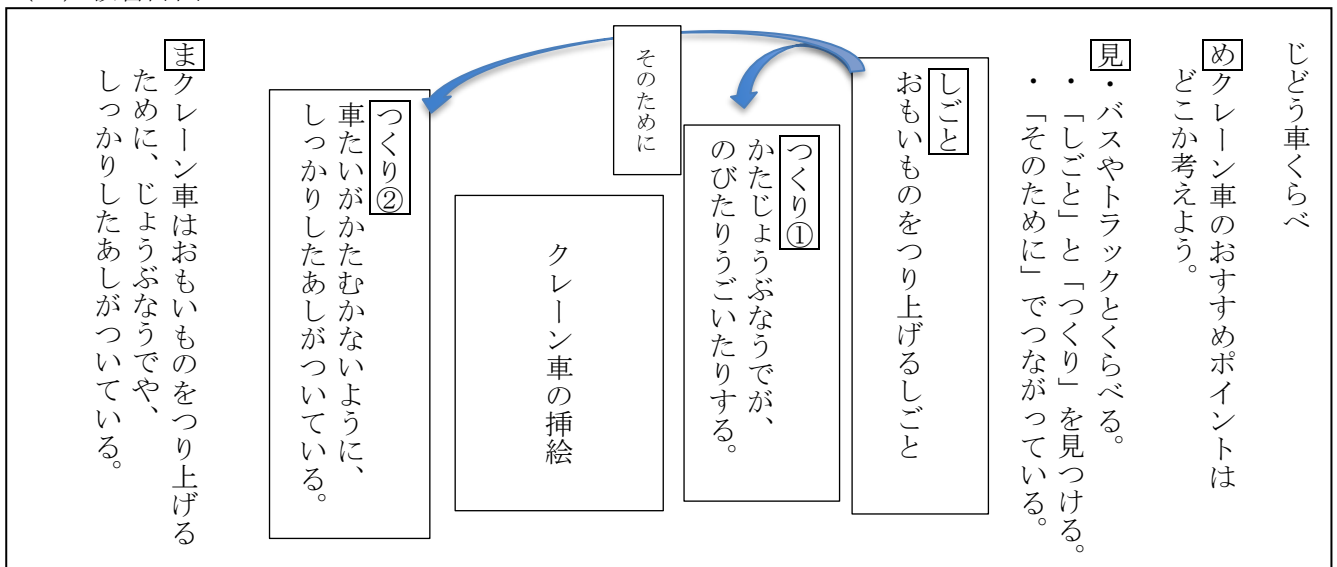 じどう車くらべ
めクレーン車のおすすめポイントは
どこか考えよう。
見・バスやトラックとくらべる。
・「しごと」と「つくり」を見つける。
・「そのために」でつながっている。
しごと
おもいものをつり上げるしごと
そのために
つくり①
かたじょうぶなうでが、
のびたりうごいたりする。
クレーン車の挿絵
つくり②
車たいがかたむかないように、
しっかりしたあしがついている。
まクレーン車はおもいものをつり上げる
ために、じょうぶなうでや、
しっかりしたあしがついている。